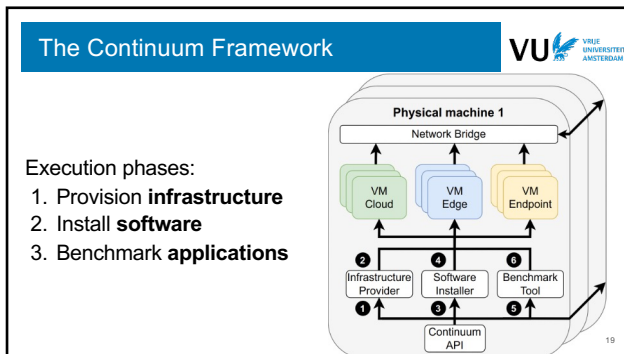 The Continuum Framework
VU
VRIJE
UNIVERSITEIT
AMSTERDAM
Execution phases:
1. Provision infrastructure
2. Install software
3. Benchmark applications
Physical machine 1
Network Bridge
VM
Cloud
VM
Edge
VM
Endpoint
2
4
6
Infrastructure
Provider
Software
Installer
Benchmark
Tool
1
3
5
Continuum
API
19